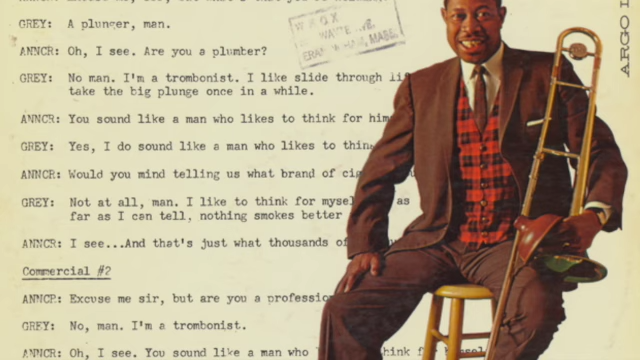 GREY: A plunger, man.
ANNCR: Oh, I see. Are you a plumber?
GREY: No man. I'm a trombonist. I like slide through
take the big plunge once in a while.
ANNCR: You sound like a man who likes to think for
GREY: Yes, I do sound like a man who likes to
ANNCR: Would you mind telling us what brand of
GREY: Not at all, man. I like to think for as
far as I can tell, nothing smokes better
ANNCR: I see...And that's just what thousands of
Commercial #2
ANNCR: Excuse me sir, but are you a
GREY: No, man. I'm a trombonist.
ANNCR: Oh, I see. You sound like a man who
MASS.
ARGO